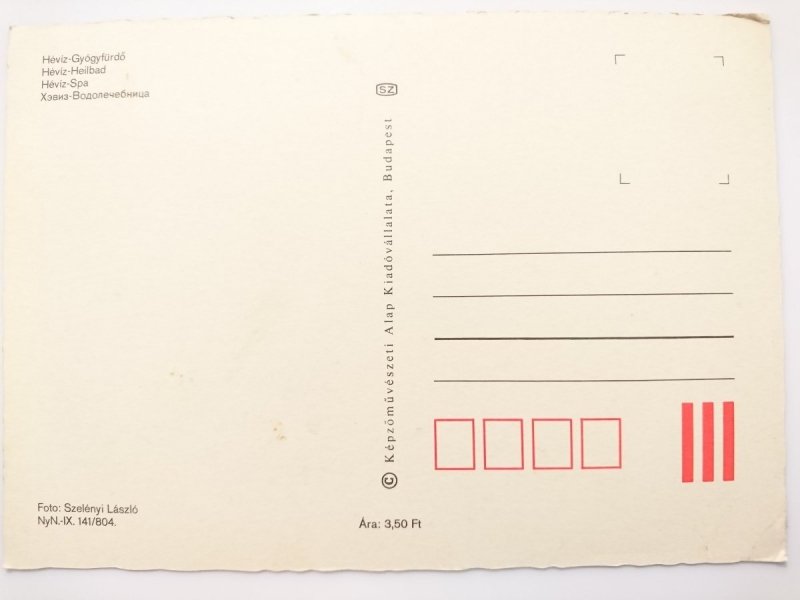 Hévíz-Gyógyfürdő
Hévíz-Heilbad
Hévíz-Spa
Хэвиз-Водолечебница
SZ
© Képzőművészeti Alap Kiadóvállalata, Budapest
Foto: Szelényi László
NyN.-IX. 141/804.
Ára: 3,50 Ft